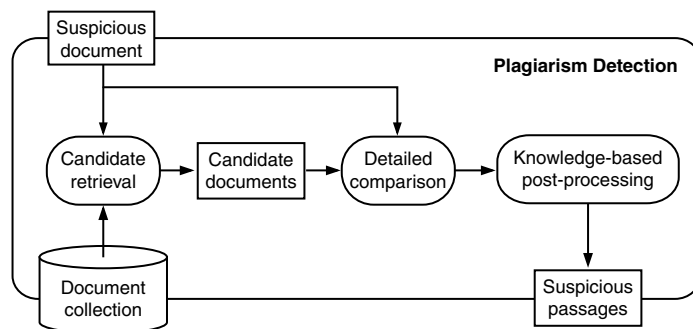 Suspicious
document
Plagiarism Detection
Candidate
retrieval
Candidate
documents
Detailed
comparison
Knowledge-based
post-processing
Document
collection
Suspicious
passages